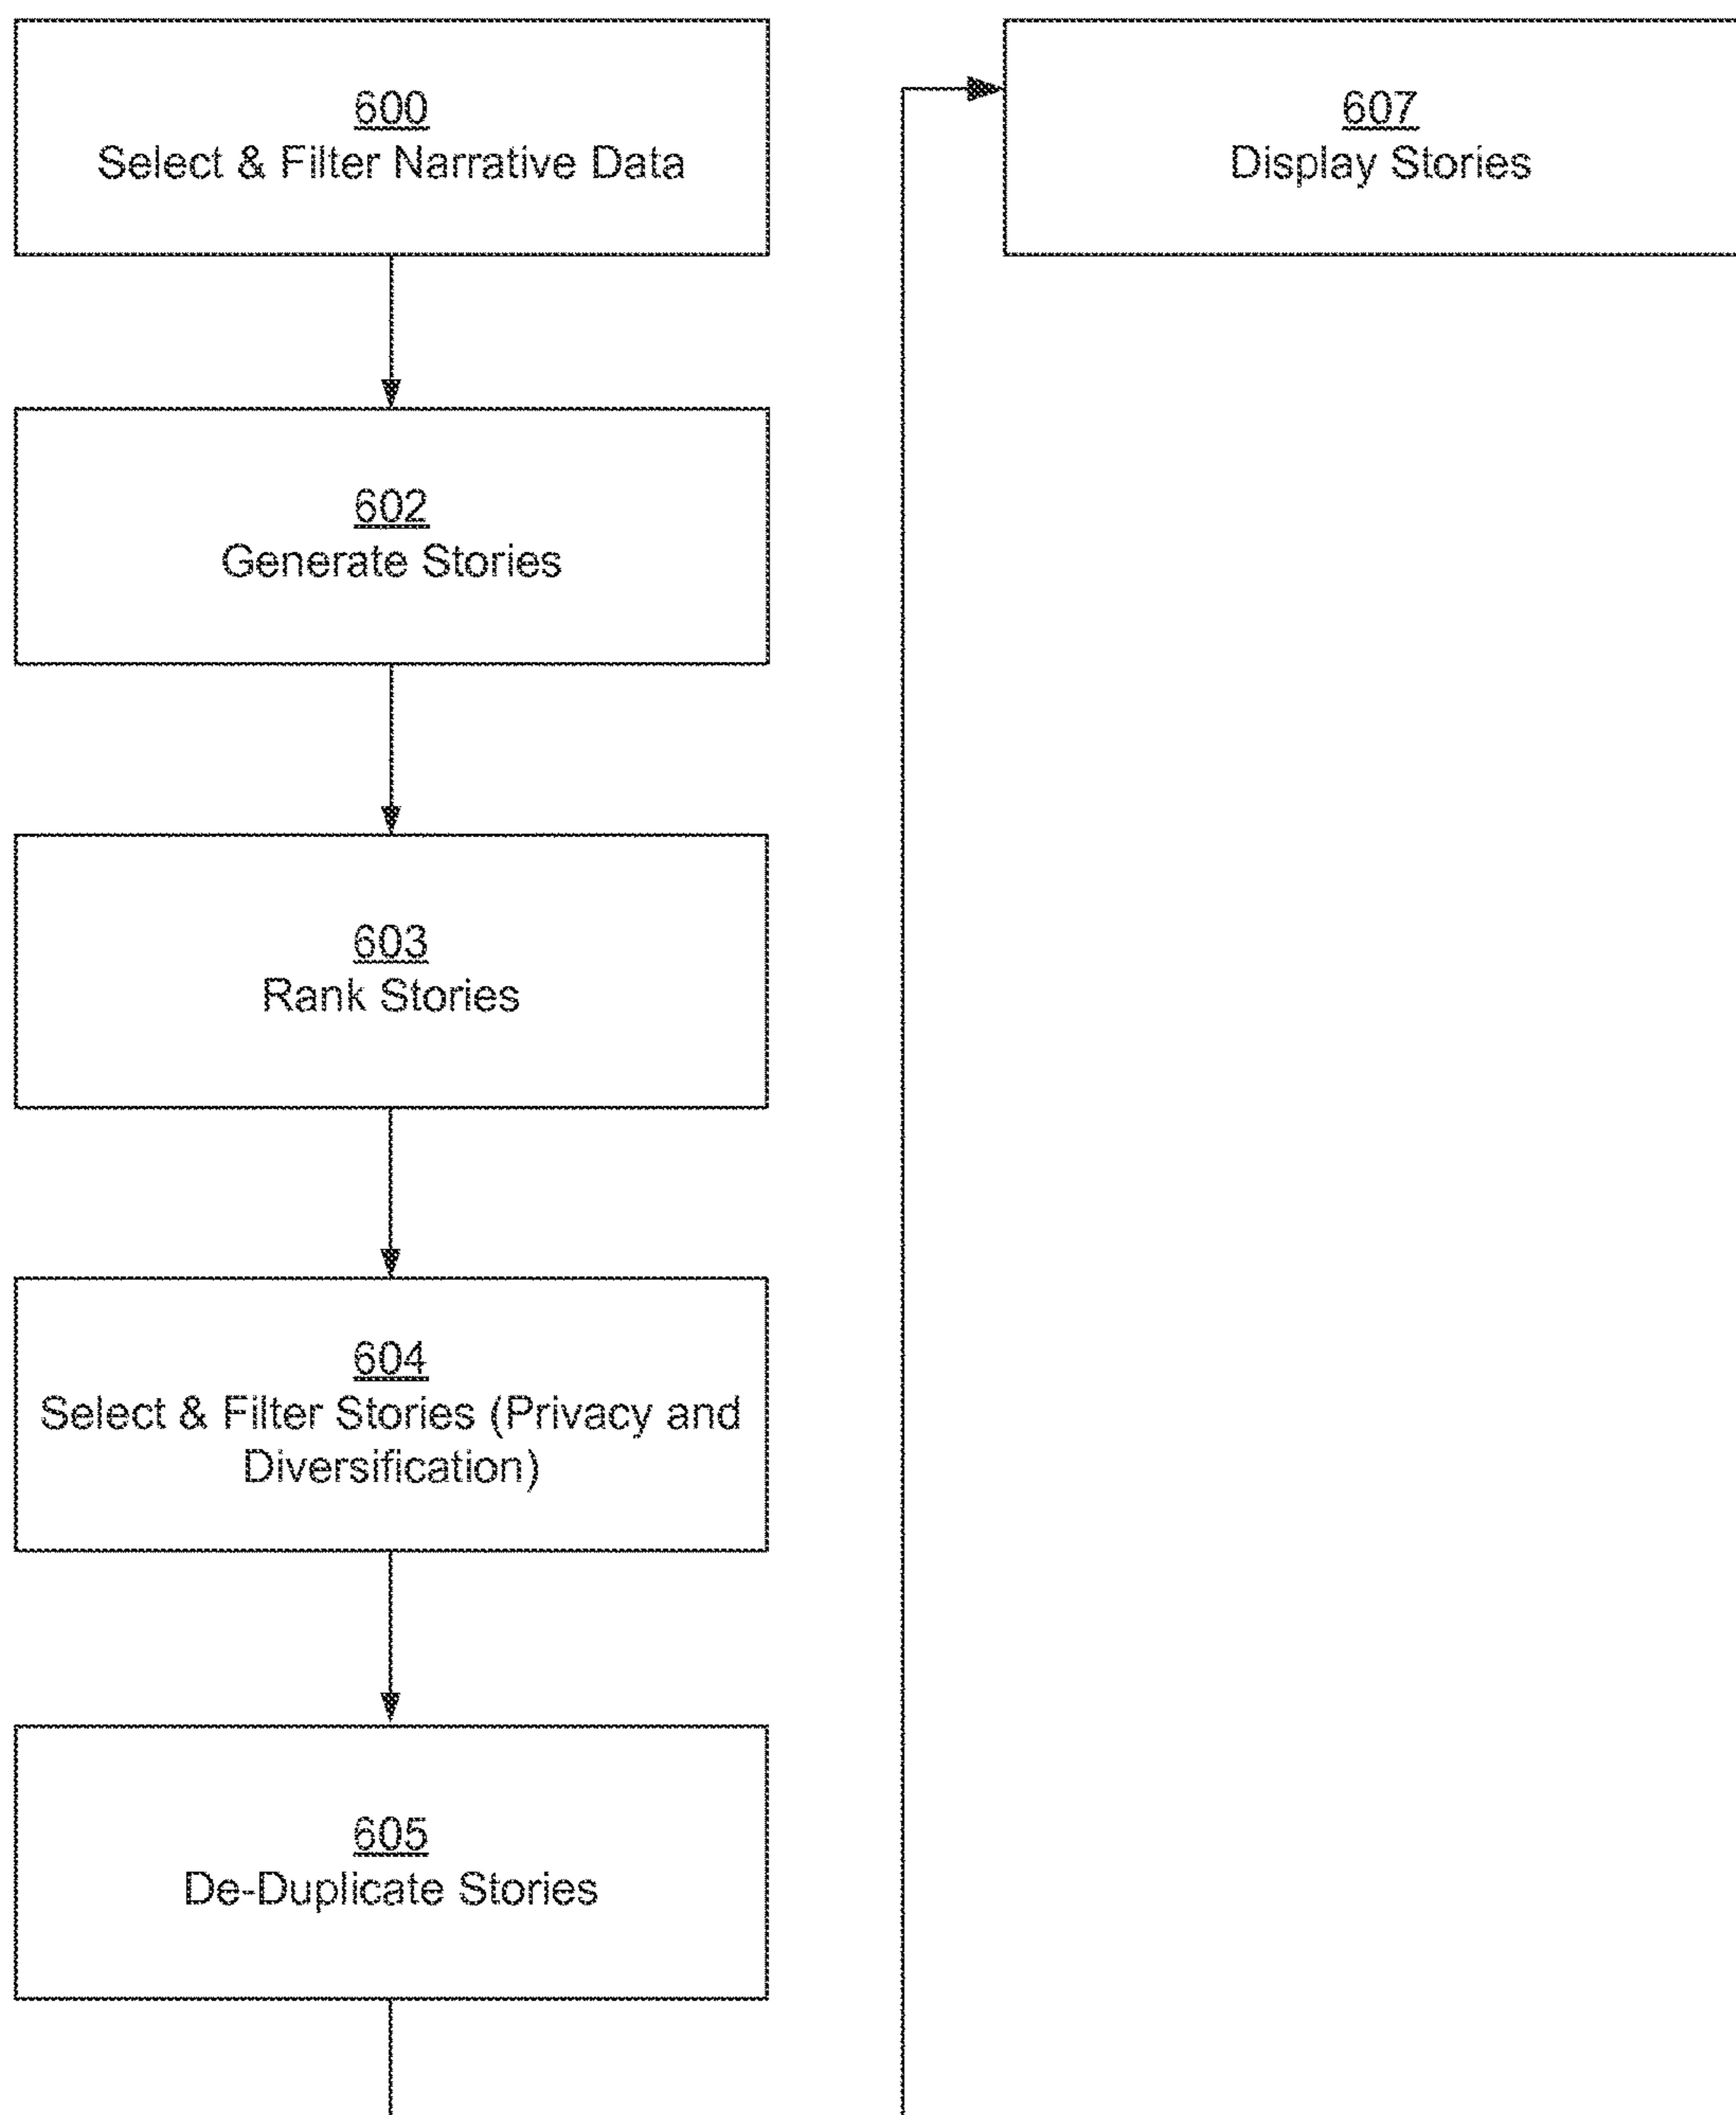 600
Select & Filter Narrative Data
602
Generate Stories
603
Rank Stories
604
Select & Filter Stories (Privacy and
Diversification)
605
De-Duplicate Stories
607
Display Stories